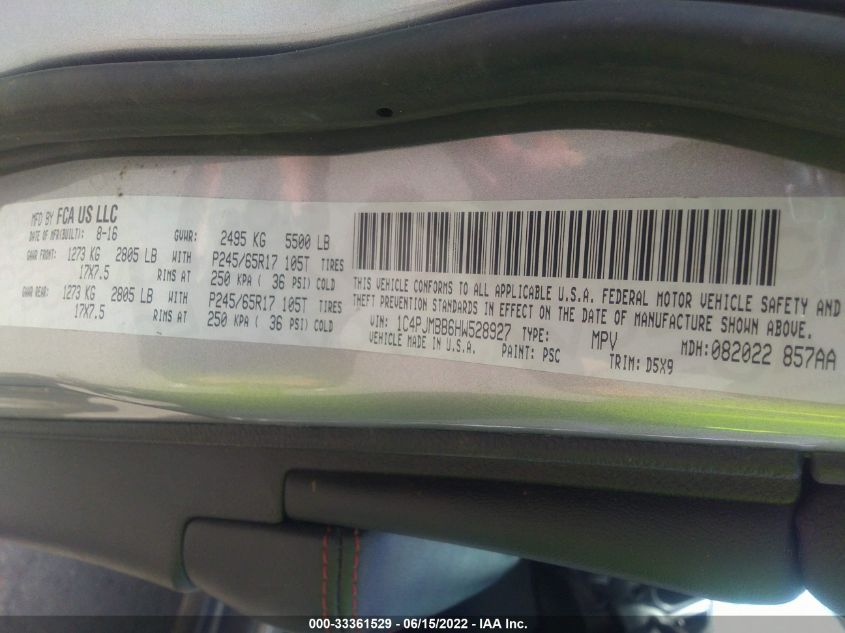 MFD BY FCA US LLC
DATE OF MFR(BUILT): 8-16 GVWR: 2495 KG 5500 LB
GAWR FRONT: 1273 KG 2805 LB WITH P245/65R17 105T TIRES
17X7.5 RIMS AT 250 KPA ( 36 PSI) COLD
GAWR REAR: 1273 KG 2805 LB WITH P245/65R17 105T TIRES
17X7.5 RIMS AT 250 KPA ( 36 PSI) COLD
THIS VEHICLE CONFORMS TO ALL APPLICABLE U.S.A. FEDERAL MOTOR VEHICLE SAFETY AND
THEFT PREVENTION STANDARDS IN EFFECT ON THE DATE OF MANUFACTURE SHOWN ABOVE.
VIN: 1C4PJMBB6HW528927 TYPE: MPV MDH: 082022 857AA
VEHICLE MADE IN U.S.A. PAINT: PSC TRIM: D5X9
000-33361529 - 06/15/2022 - IAA Inc.